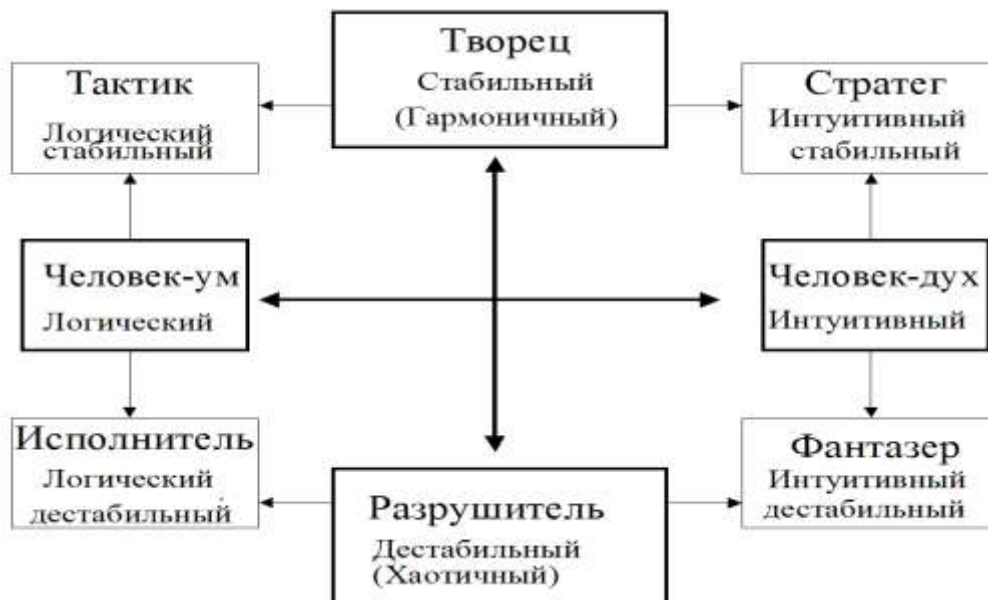 Творец
Стабильный
(Гармоничный)
Тактик
Логический
стабильный
Стратег
Интуитивный
стабильный
Человек-ум
Логический
Человек-дух
Интуитивный
Исполнитель
Логический
дестабильный
Разрушитель
Дестабильный
(Хаотичный)
Фантазер
Интуитивный
дестабильный